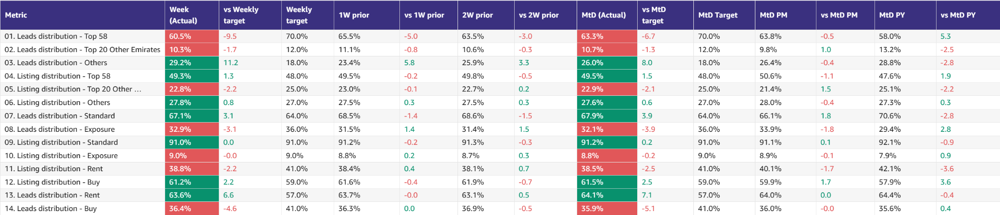 Metric Week (Actual) vs Weekly target Weekly target 1W prior vs 1W prior 2W prior vs 2W prior MtD (Actual) vs MtD target MtD Target MtD PM vs MtD PM MtD PY vs MtD PY
01. Leads distribution - Top 58 60.5% -9.5 70.0% 65.5% -5.0 63.5% -3.0 63.3% -6.7 70.0% 63.8% -0.5 58.0% 5.3
02. Leads distribution - Top 20 Other Emirates 10.3% -1.7 12.0% 11.1% -0.8 10.6% -0.3 10.7% -1.3 12.0% 9.8% 1.0 13.2% -2.5
03. Leads distribution - Others 29.2% 11.2 18.0% 23.4% 5.8 25.9% 3.3 26.0% 8.0 18.0% 26.4% -0.4 28.8% -2.8
04. Listing distribution - Top 58 49.3% 1.3 48.0% 49.5% -0.2 49.8% -0.5 49.5% 1.5 48.0% 50.6% -1.1 47.6% 1.9
05. Listing distribution - Top 20 Other … 22.8% -2.2 25.0% 23.0% -0.1 22.7% 0.2 22.9% -2.1 25.0% 21.4% 1.5 25.1% -2.2
06. Listing distribution - Others 27.8% 0.8 27.0% 27.5% 0.3 27.5% 0.3 27.6% 0.6 27.0% 28.0% -0.4 27.3% 0.3
07. Leads distribution - Standard 67.1% 3.1 64.0% 68.5% -1.4 68.6% -1.5 67.9% 3.9 64.0% 66.1% 1.8 70.6% -2.8
08. Leads distribution - Exposure 32.9% -3.1 36.0% 31.5% 1.4 31.4% 1.5 32.1% -3.9 36.0% 33.9% -1.8 29.4% 2.8
09. Listing distribution - Standard 91.0% 0.0 91.0% 91.2% -0.2 91.3% -0.3 91.2% 0.2 91.0% 91.1% 0.1 92.1% -0.9
10. Listing distribution - Exposure 9.0% -0.0 9.0% 8.8% 0.2 8.7% 0.3 8.8% -0.2 9.0% 8.9% -0.1 7.9% 0.9
11. Listing distribution - Rent 38.8% -2.2 41.0% 38.4% 0.4 38.1% 0.7 38.5% -2.5 41.0% 40.1% -1.7 42.1% -3.6
12. Listing distribution - Buy 61.2% 2.2 59.0% 61.6% -0.4 61.9% -0.7 61.5% 2.5 59.0% 59.9% 1.7 57.9% 3.6
13. Leads distribution - Rent 63.6% 6.6 57.0% 63.7% -0.0 63.1% 0.5 64.1% 7.1 57.0% 64.0% 0.0 64.4% -0.4
14. Leads distribution - Buy 36.4% -4.6 41.0% 36.3% 0.0 36.9% -0.5 35.9% -5.1 41.0% 36.0% -0.0 35.6% 0.4